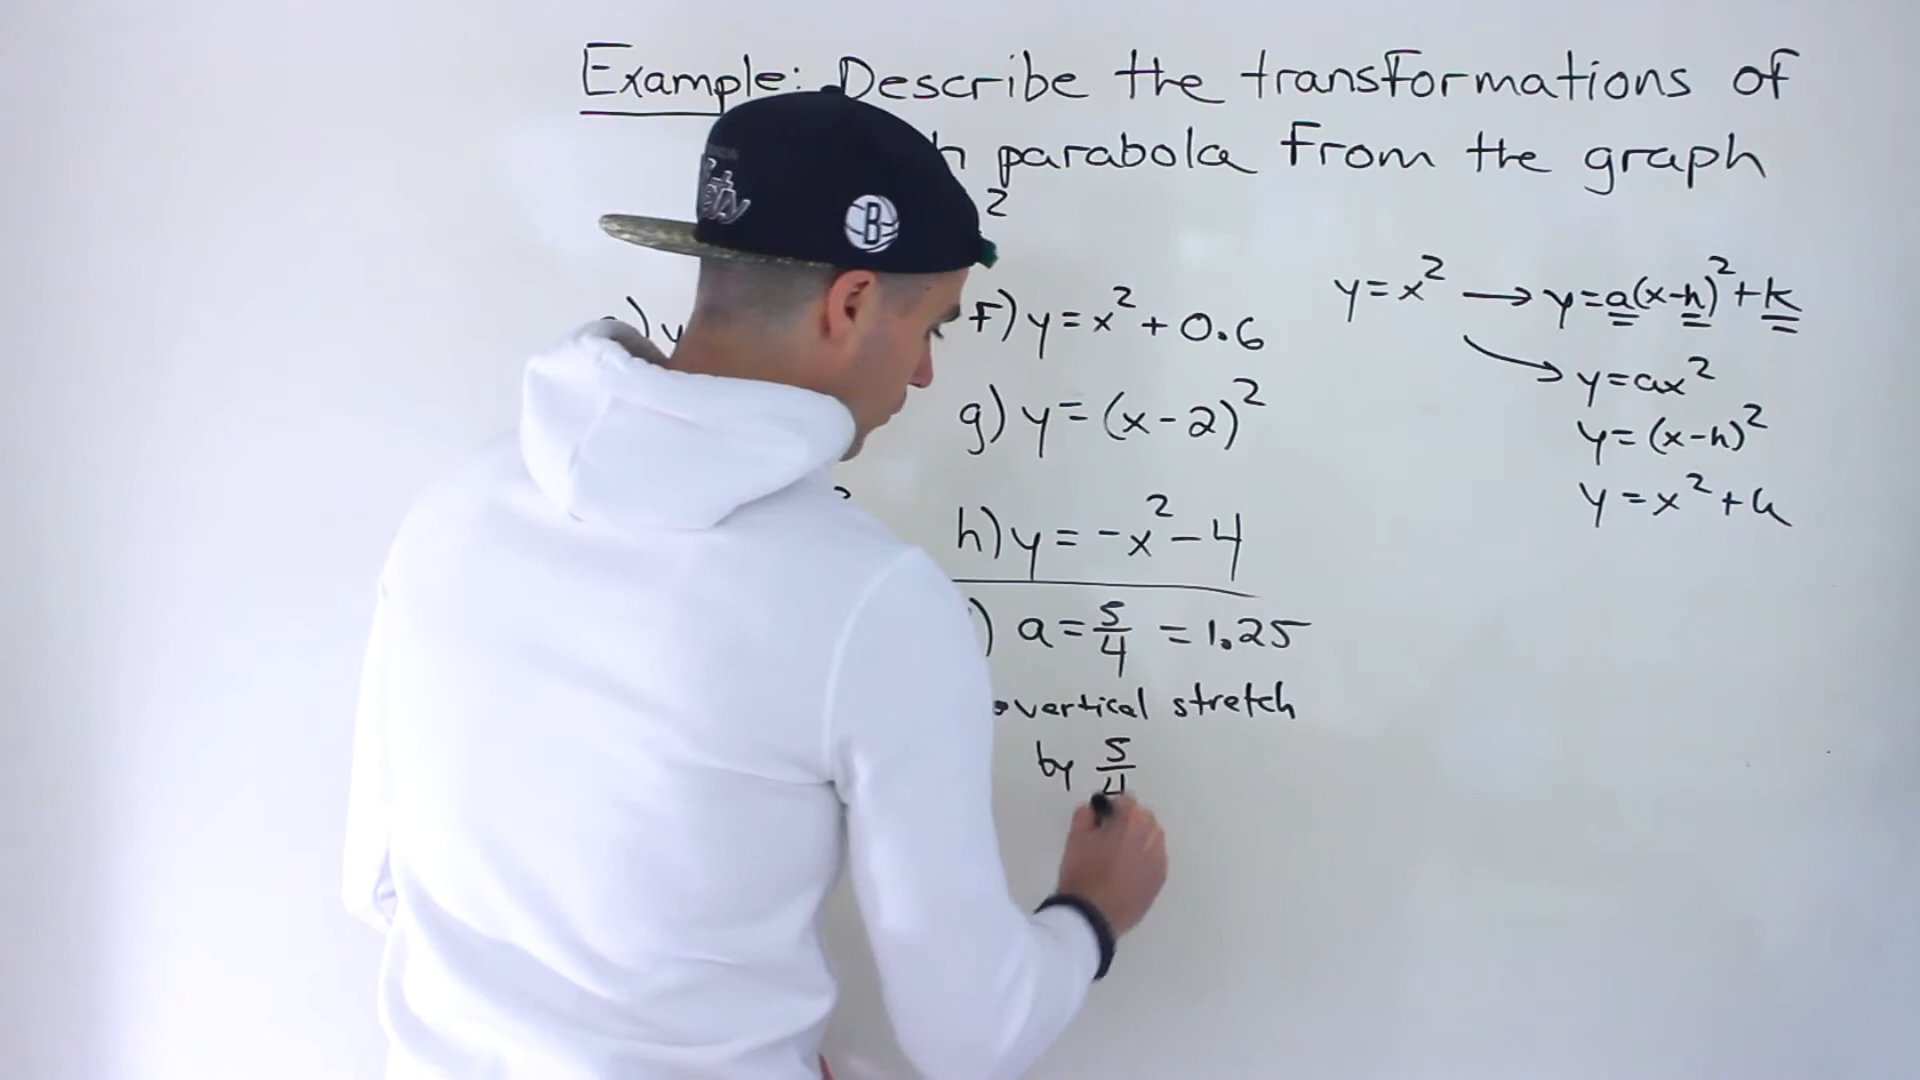 Example: Describe the transformations of
parabola from the graph
2
y
f) y = x² + 0.6
g) y = (x - 2)²
h) y = -x² - 4
) a = 5/4 = 1.25
• vertical stretch
by 5/4
y = x² → y = a(x-h)² + k
→ y = ax²
y = (x-h)²
y = x² + k
B